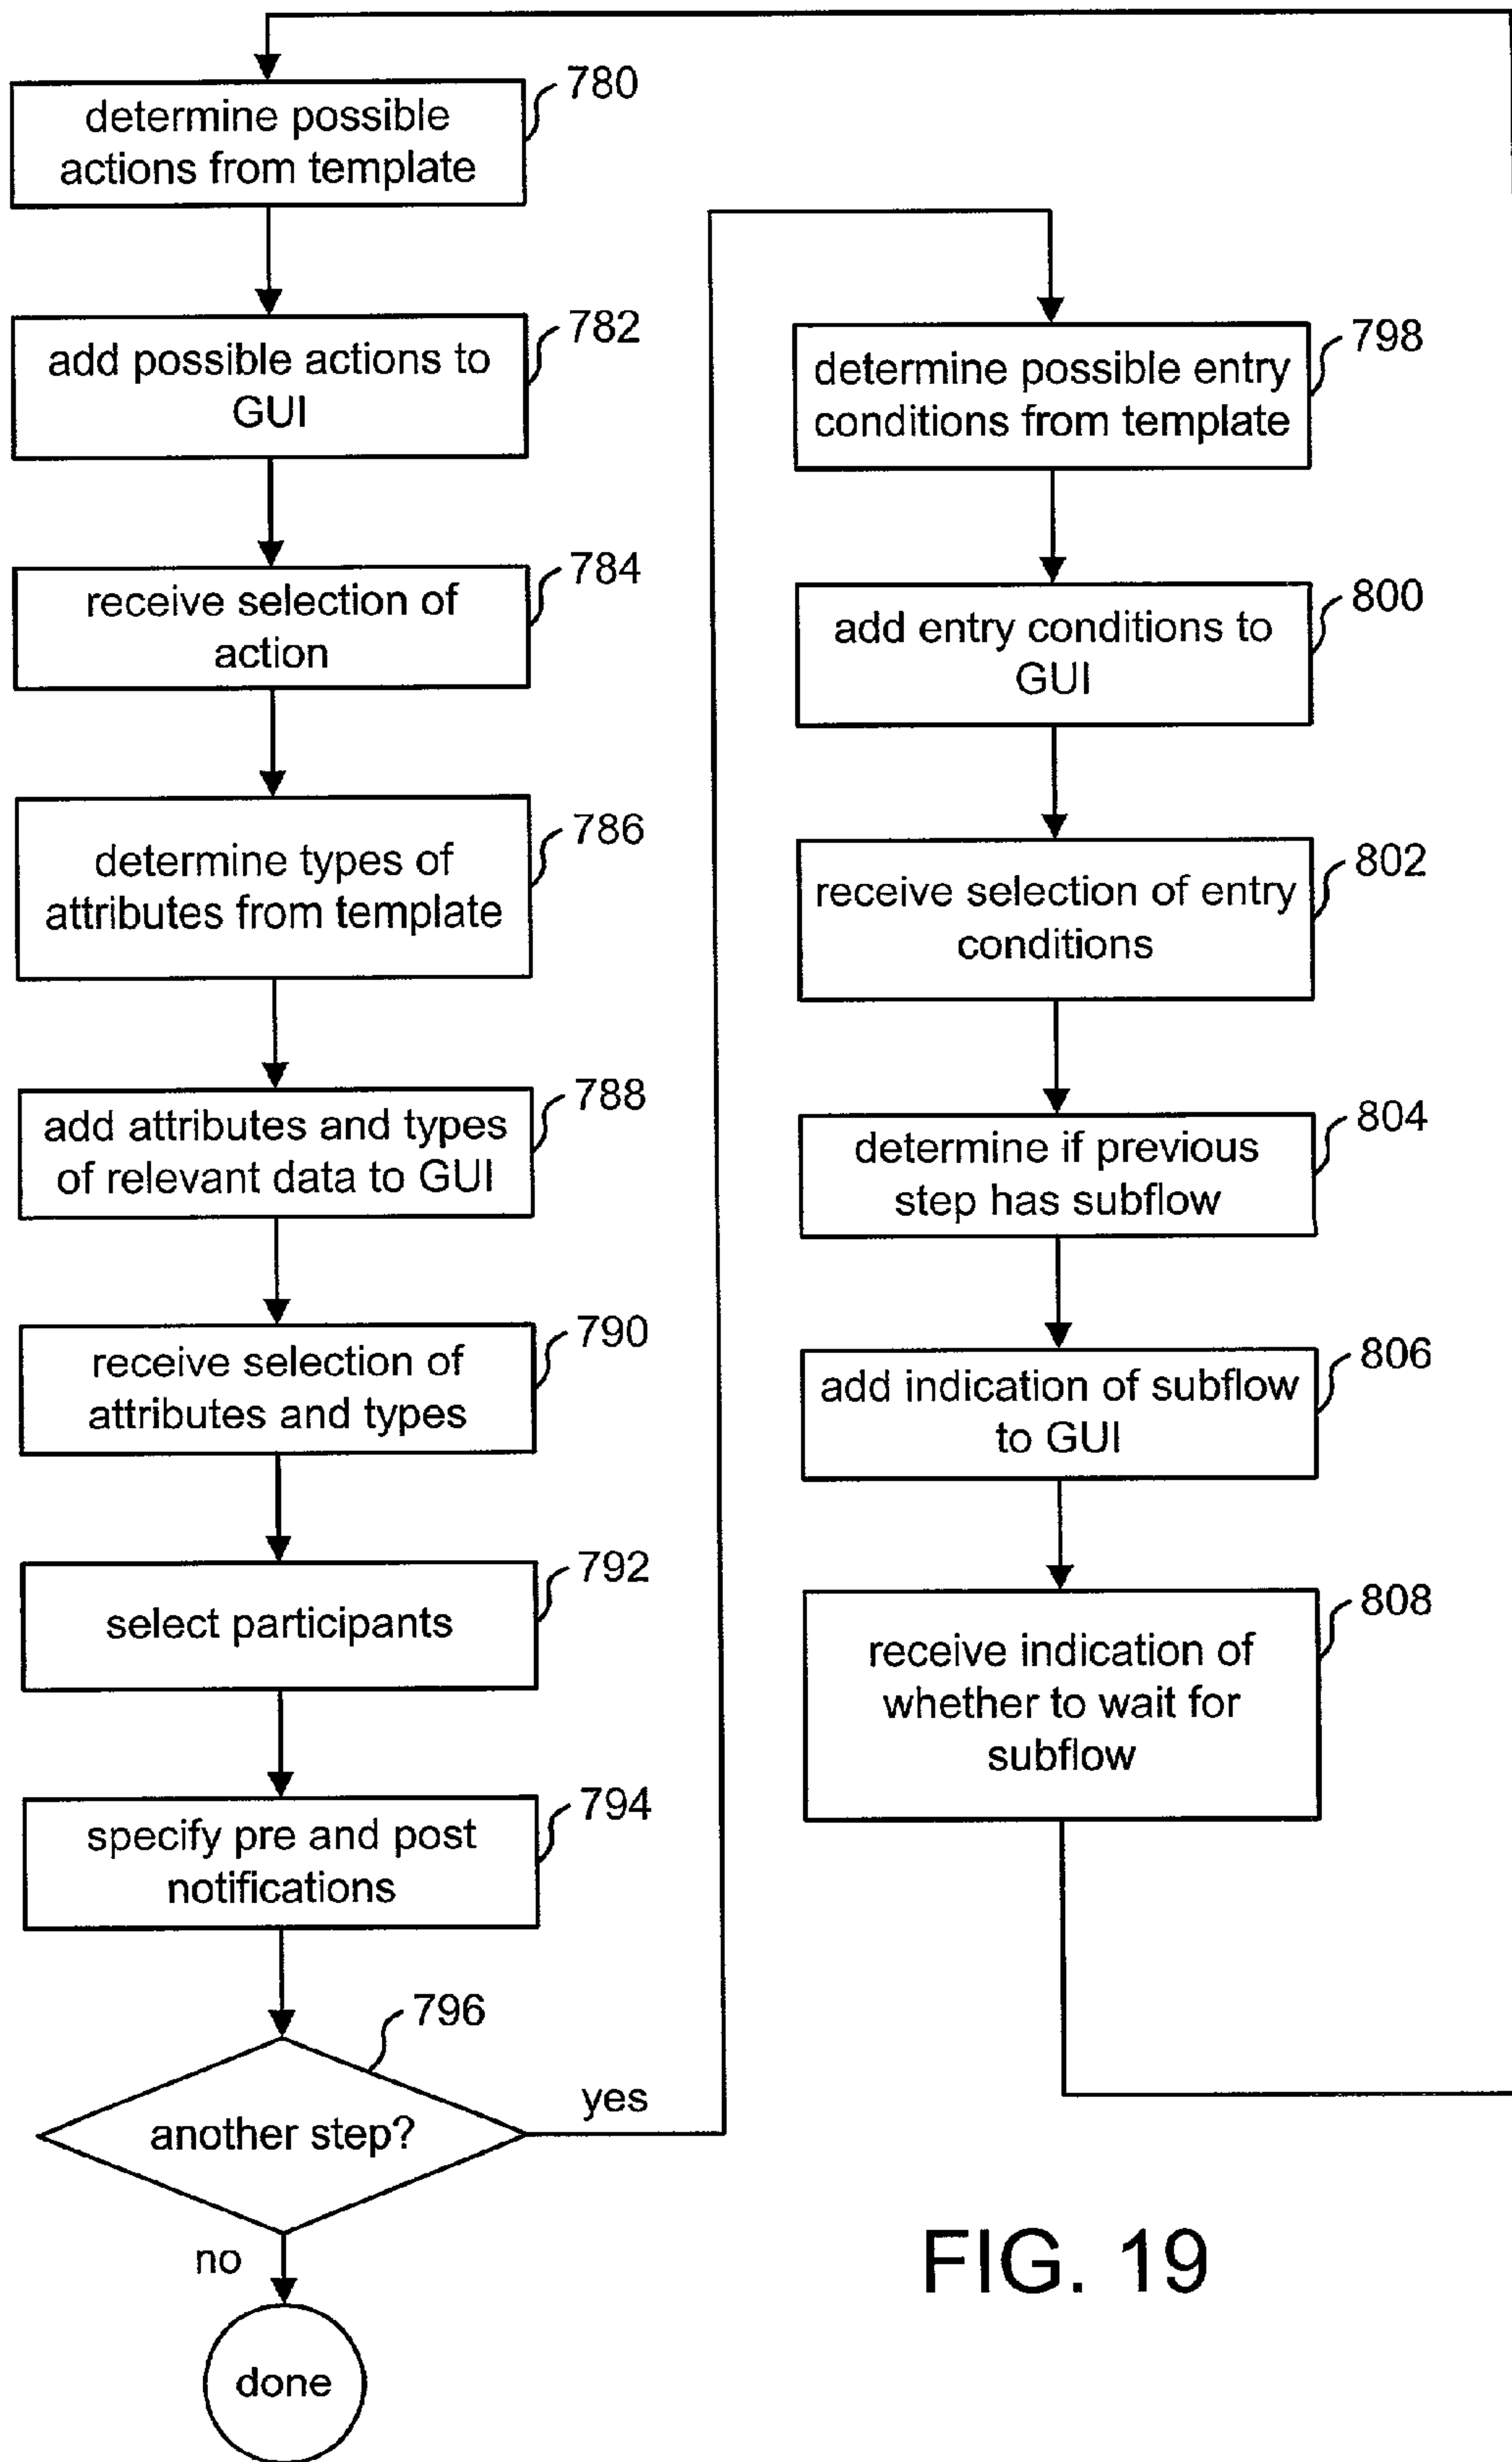 780
determine possible
actions from template
782
add possible actions to
GUI
784
receive selection of
action
786
determine types of
attributes from template
788
add attributes and types
of relevant data to GUI
790
receive selection of
attributes and types
792
select participants
794
specify pre and post
notifications
796
another step?
yes
no
done
798
determine possible entry
conditions from template
800
add entry conditions to
GUI
802
receive selection of entry
conditions
804
determine if previous
step has subflow
806
add indication of subflow
to GUI
808
receive indication of
whether to wait for
subflow
FIG. 19